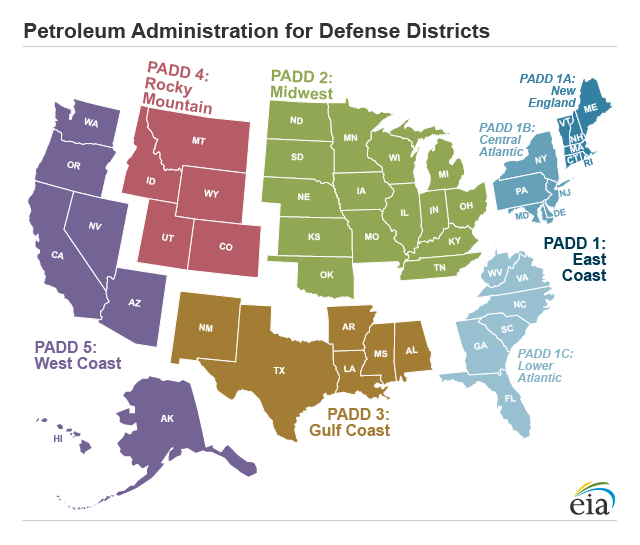 Petroleum Administration for Defense Districts
PADD 4:
Rocky
Mountain
PADD 2:
Midwest
PADD 1A:
New
England
PADD 1B:
Central
Atlantic
PADD 1:
East
Coast
PADD 1C:
Lower
Atlantic
PADD 5:
West Coast
PADD 3:
Gulf Coast
WA
OR
CA
NV
AZ
AK
HI
MT
ID
WY
UT
CO
ND
SD
NE
KS
OK
MN
IA
MO
WI
IL
MI
IN
OH
KY
TN
NM
TX
AR
LA
MS
AL
ME
VT
NH
MA
CT
RI
NY
PA
NJ
MD
DE
WV
VA
NC
SC
GA
FL
eia